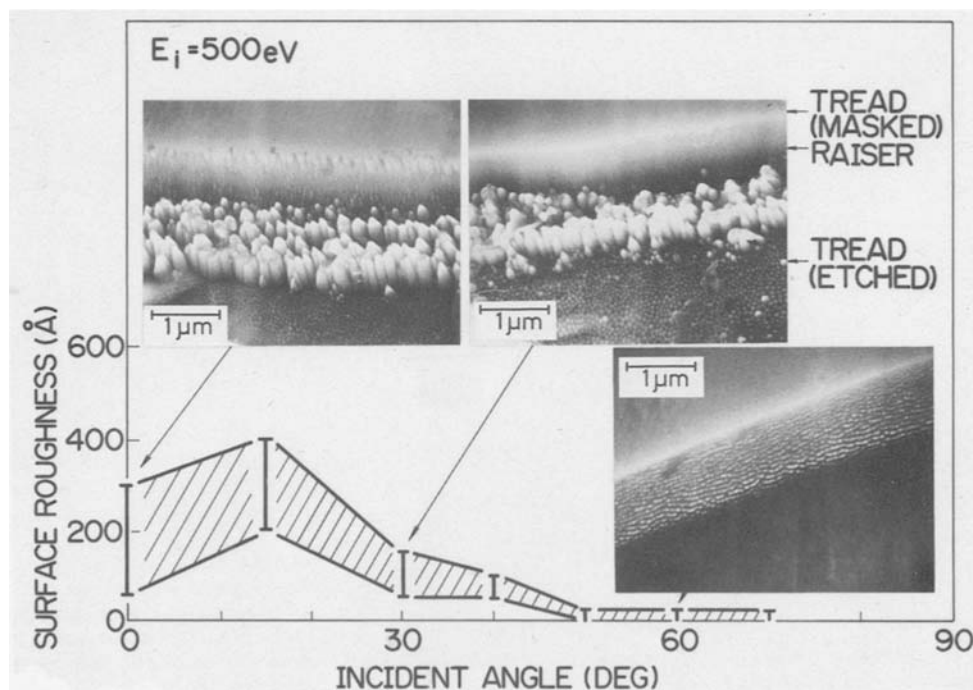 Ei=500eV
TREAD
(MASKED)
RAISER
TREAD
(ETCHED)
1μm
1μm
1μm
SURFACE ROUGHNESS (Å)
600
400
200
0
0
30
60
90
INCIDENT ANGLE (DEG)